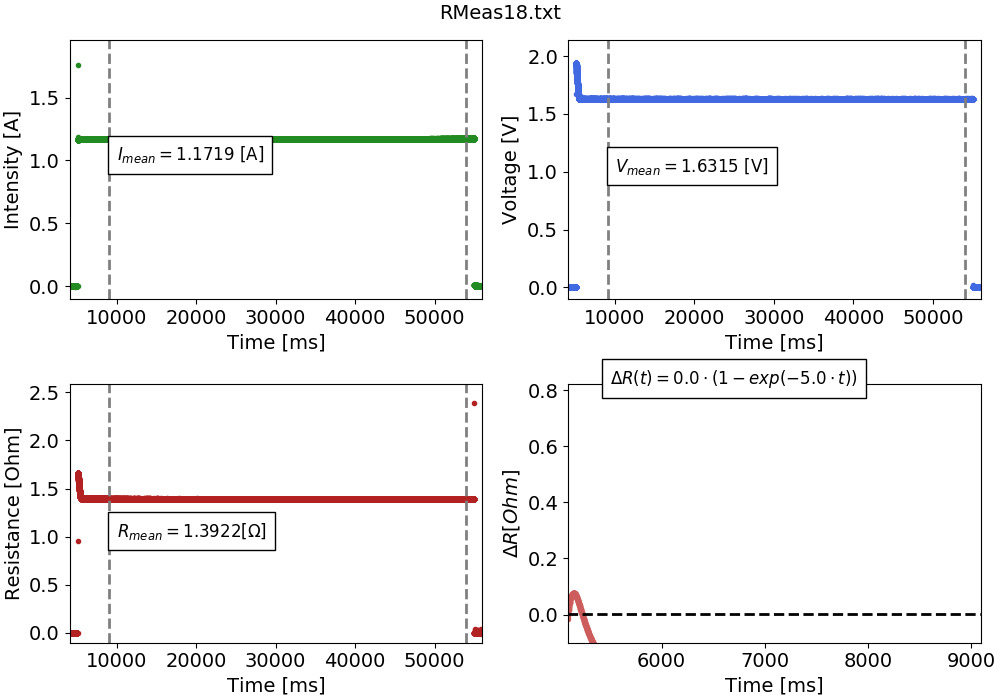 RMeas18.txt
Intensity [A]
1.5
1.0
0.5
0.0
I_mean = 1.1719 [A]
10000 20000 30000 40000 50000
Time [ms]
Voltage [V]
2.0
1.5
1.0
0.5
0.0
V_mean = 1.6315 [V]
10000 20000 30000 40000 50000
Time [ms]
Resistance [Ohm]
2.5
2.0
1.5
1.0
0.5
0.0
R_mean = 1.3922[Ω]
10000 20000 30000 40000 50000
Time [ms]
ΔR(t) = 0.0 · (1 − exp(−5.0 · t))
ΔR[Ohm]
0.8
0.6
0.4
0.2
0.0
6000 7000 8000 9000
Time [ms]